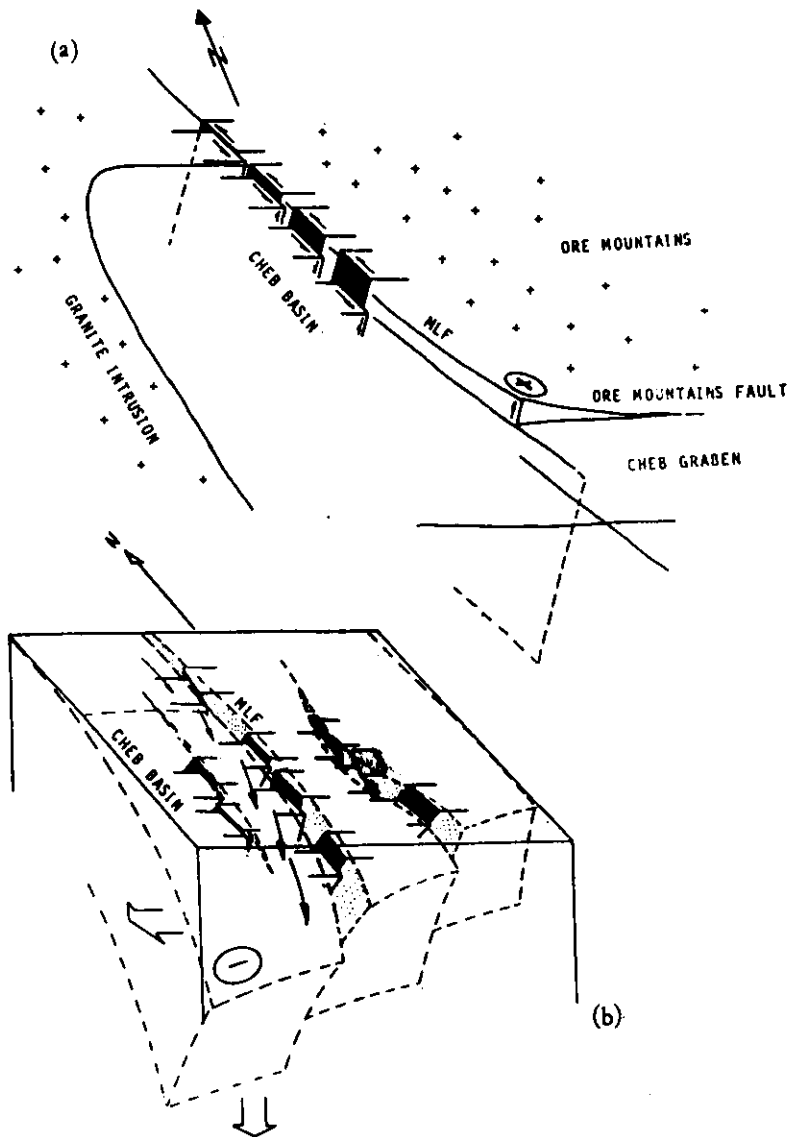 (a)
N
ORE MOUNTAINS
CHEB BASIN
MLF
GRANITE INTRUSION
ORE MOUNTAINS FAULT
CHEB GRABEN
N
MLF
CHEB BASIN
(b)